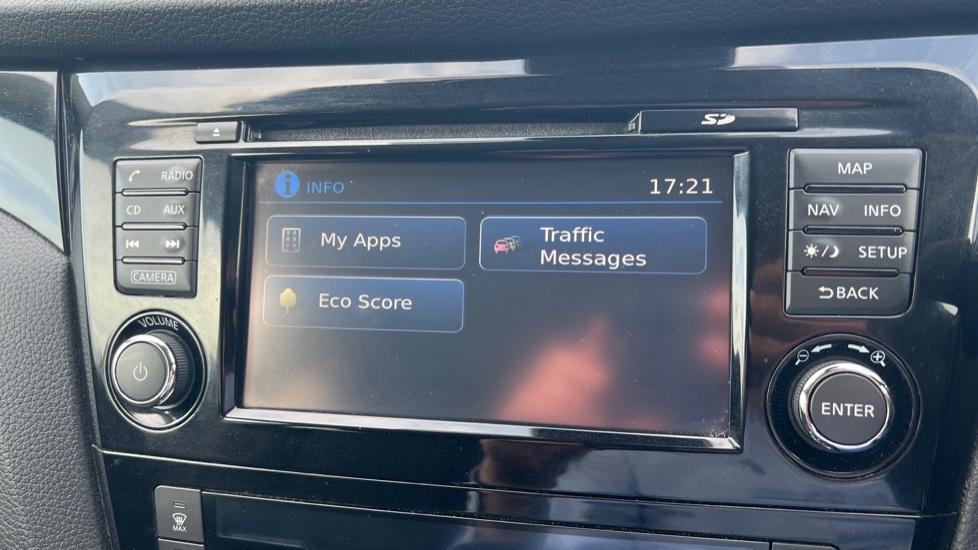 SD
RADIO
CD AUX
CAMERA
VOLUME
INFO 17:21
My Apps
Traffic
Messages
Eco Score
MAP
NAV INFO
SETUP
BACK
ENTER
MAX